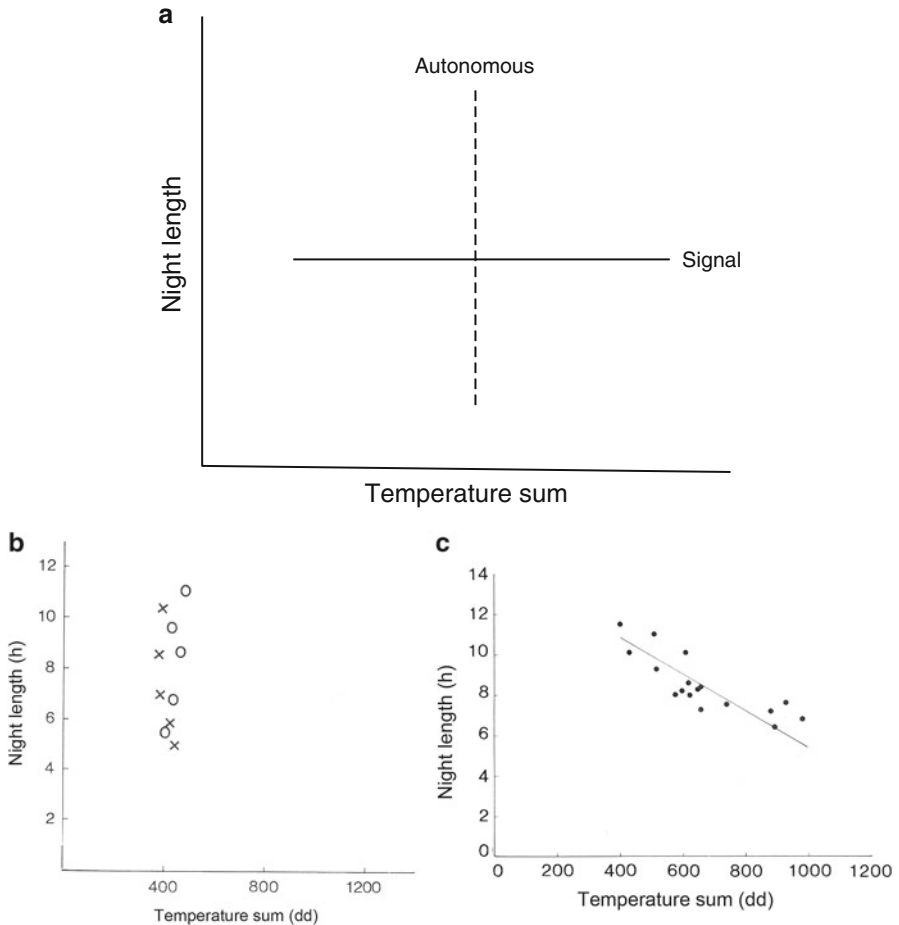 a
Autonomous
Night length
Signal
Temperature sum
b
12
10
8
6
4
2
Night length (h)
400
800
1200
Temperature sum (dd)
c
14
12
10
8
6
4
2
0
Night length (h)
0
200
400
600
800
1000
1200
Temperature sum (dd)